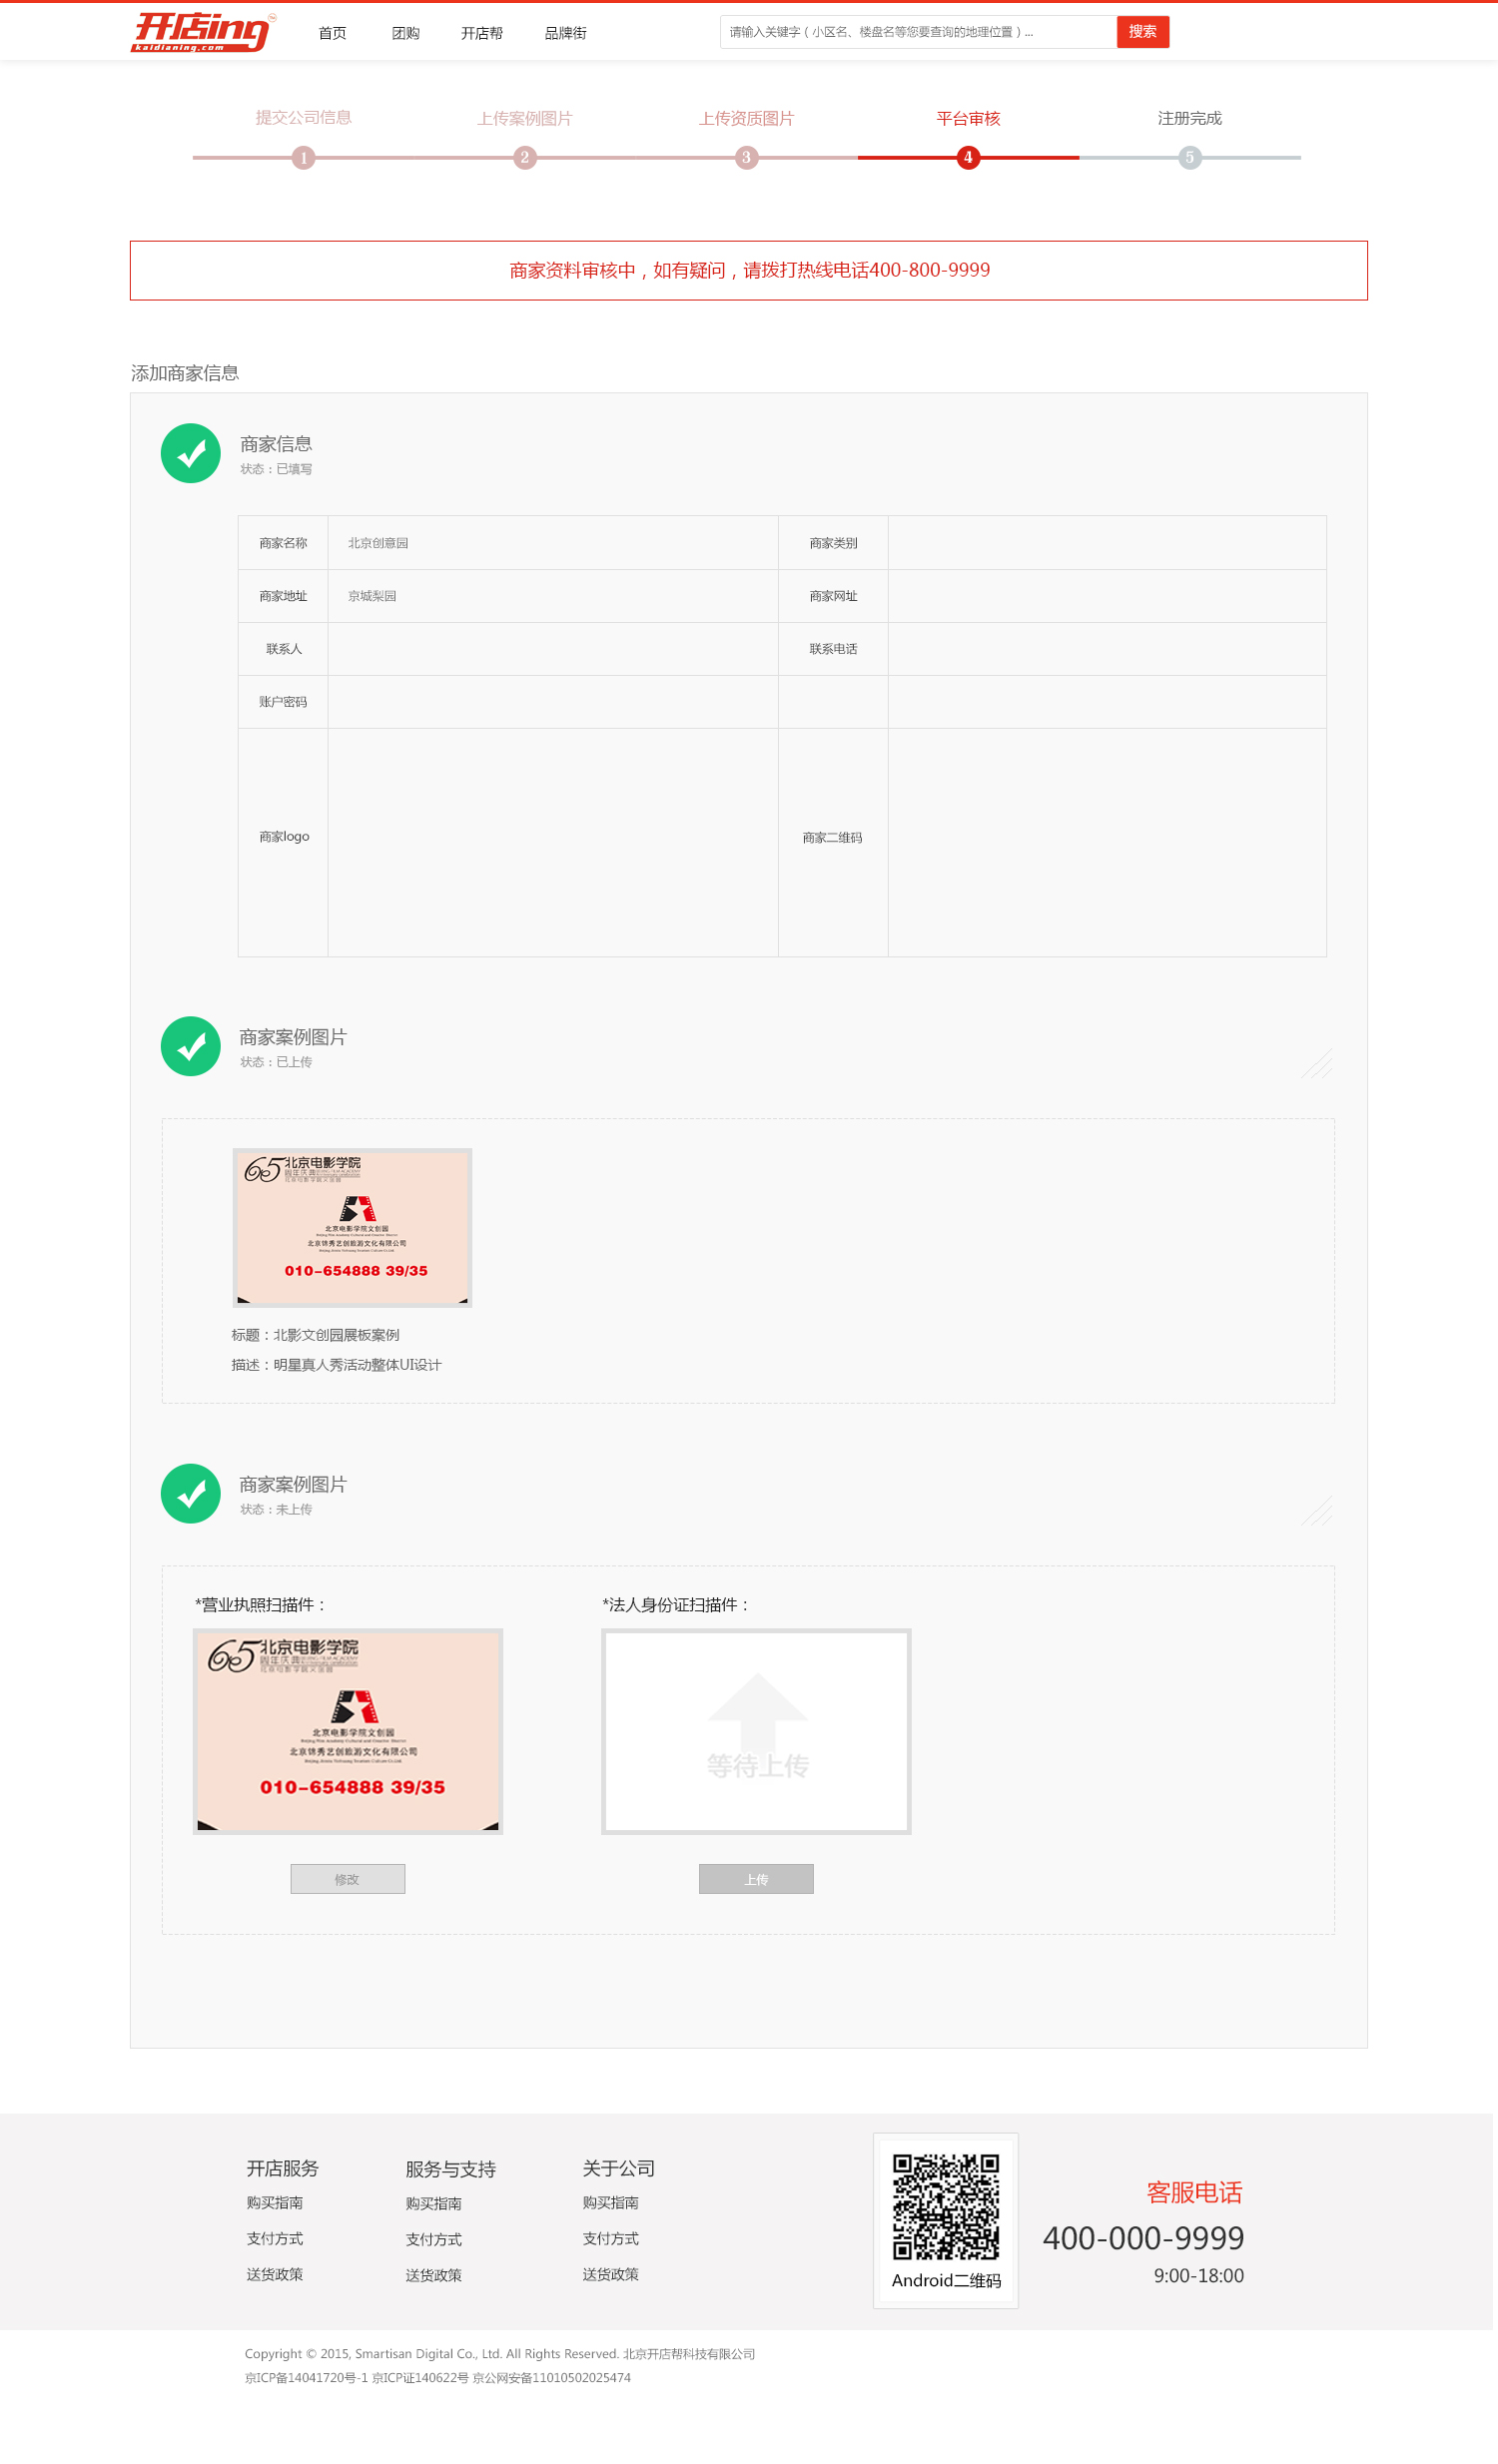 开店ing
kaidianing.com
首页 团购 开店帮 品牌街
请输入关键字（小区名、楼盘名等您要查询的地理位置）... 搜索
提交公司信息 上传案例图片 上传资质图片 平台审核 注册完成
1 2 3 4 5
商家资料审核中，如有疑问，请拨打热线电话400-800-9999
添加商家信息
商家信息
状态：已填写
商家名称 北京创意园 商家类别
商家地址 京城梨园 商家网址
联系人 联系电话
账户密码
商家logo 商家二维码
商家案例图片
状态：已上传
65 北京电影学院
周年庆典
北京电影学院文创园
北京锦秀艺创能游文化有限公司
010-654888 39/35
标题：北影文创园展板案例
描述：明星真人秀活动整体UI设计
商家案例图片
状态：未上传
*营业执照扫描件： *法人身份证扫描件：
65 北京电影学院
周年庆典
北京电影学院文创园
北京锦秀艺创能游文化有限公司
010-654888 39/35
等待上传
修改 上传
开店服务 服务与支持 关于公司
购买指南 购买指南 购买指南
支付方式 支付方式 支付方式
送货政策 送货政策 送货政策
Android二维码
客服电话
400-000-9999
9:00-18:00
Copyright © 2015, Smartisan Digital Co., Ltd. All Rights Reserved. 北京开店帮科技有限公司
京ICP备14041720号-1 京ICP证140622号 京公网安备11010502025474